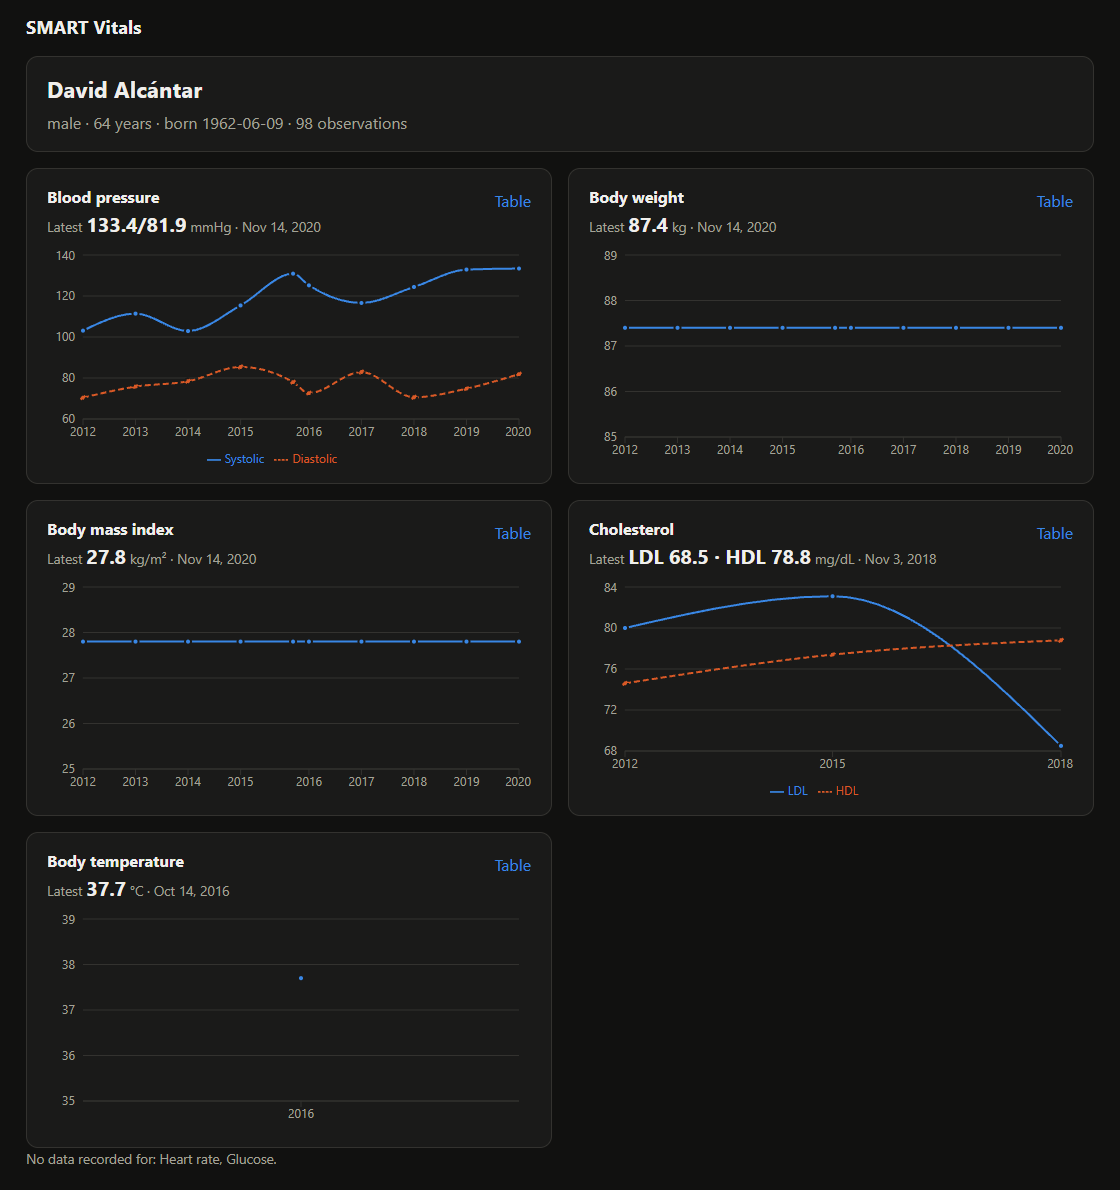 SMART Vitals
David Alcántar
male · 64 years · born 1962-06-09 · 98 observations
Blood pressure
Table
Latest 133.4/81.9 mmHg · Nov 14, 2020
140
120
100
80
60
2012 2013 2014 2015 2016 2017 2018 2019 2020
Systolic Diastolic
Body weight
Table
Latest 87.4 kg · Nov 14, 2020
89
88
87
86
85
2012 2013 2014 2015 2016 2017 2018 2019 2020
Body mass index
Table
Latest 27.8 kg/m² · Nov 14, 2020
29
28
27
26
25
2012 2013 2014 2015 2016 2017 2018 2019 2020
Cholesterol
Table
Latest LDL 68.5 · HDL 78.8 mg/dL · Nov 3, 2018
84
80
76
72
68
2012 2015 2018
LDL HDL
Body temperature
Table
Latest 37.7 °C · Oct 14, 2016
39
38
37
36
35
2016
No data recorded for: Heart rate, Glucose.